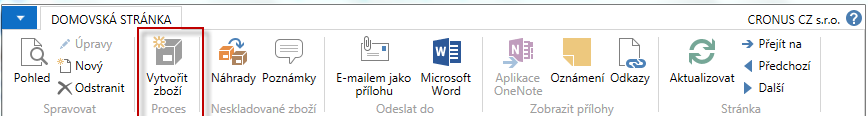 DOMOVSKÁ STRÁNKA
CRONUS CZ s.r.o.
Pohled
Úpravy
Nový
Odstranit
Spravovat
Vytvořit
zboží
Proces
Náhrady
Poznámky
Neskladované zboží
E-mailem jako
přílohu
Microsoft
Word
Odeslat do
Aplikace
OneNote
Oznámení
Odkazy
Zobrazit přílohy
Aktualizovat
Přejít na
Předchozí
Další
Stránka